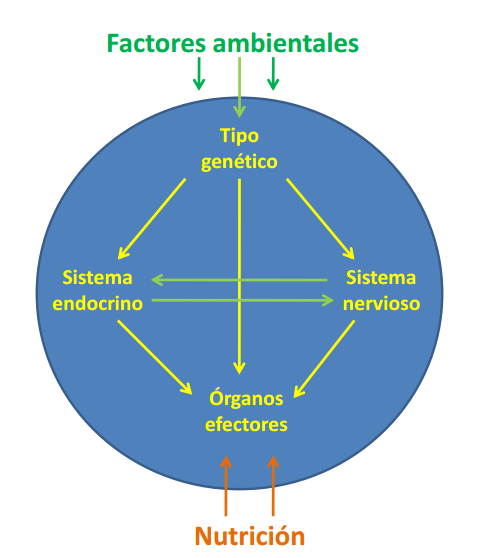 Factores ambientales
Tipo
genético
Sistema
endocrino
Sistema
nervioso
Órganos
efectores
Nutrición